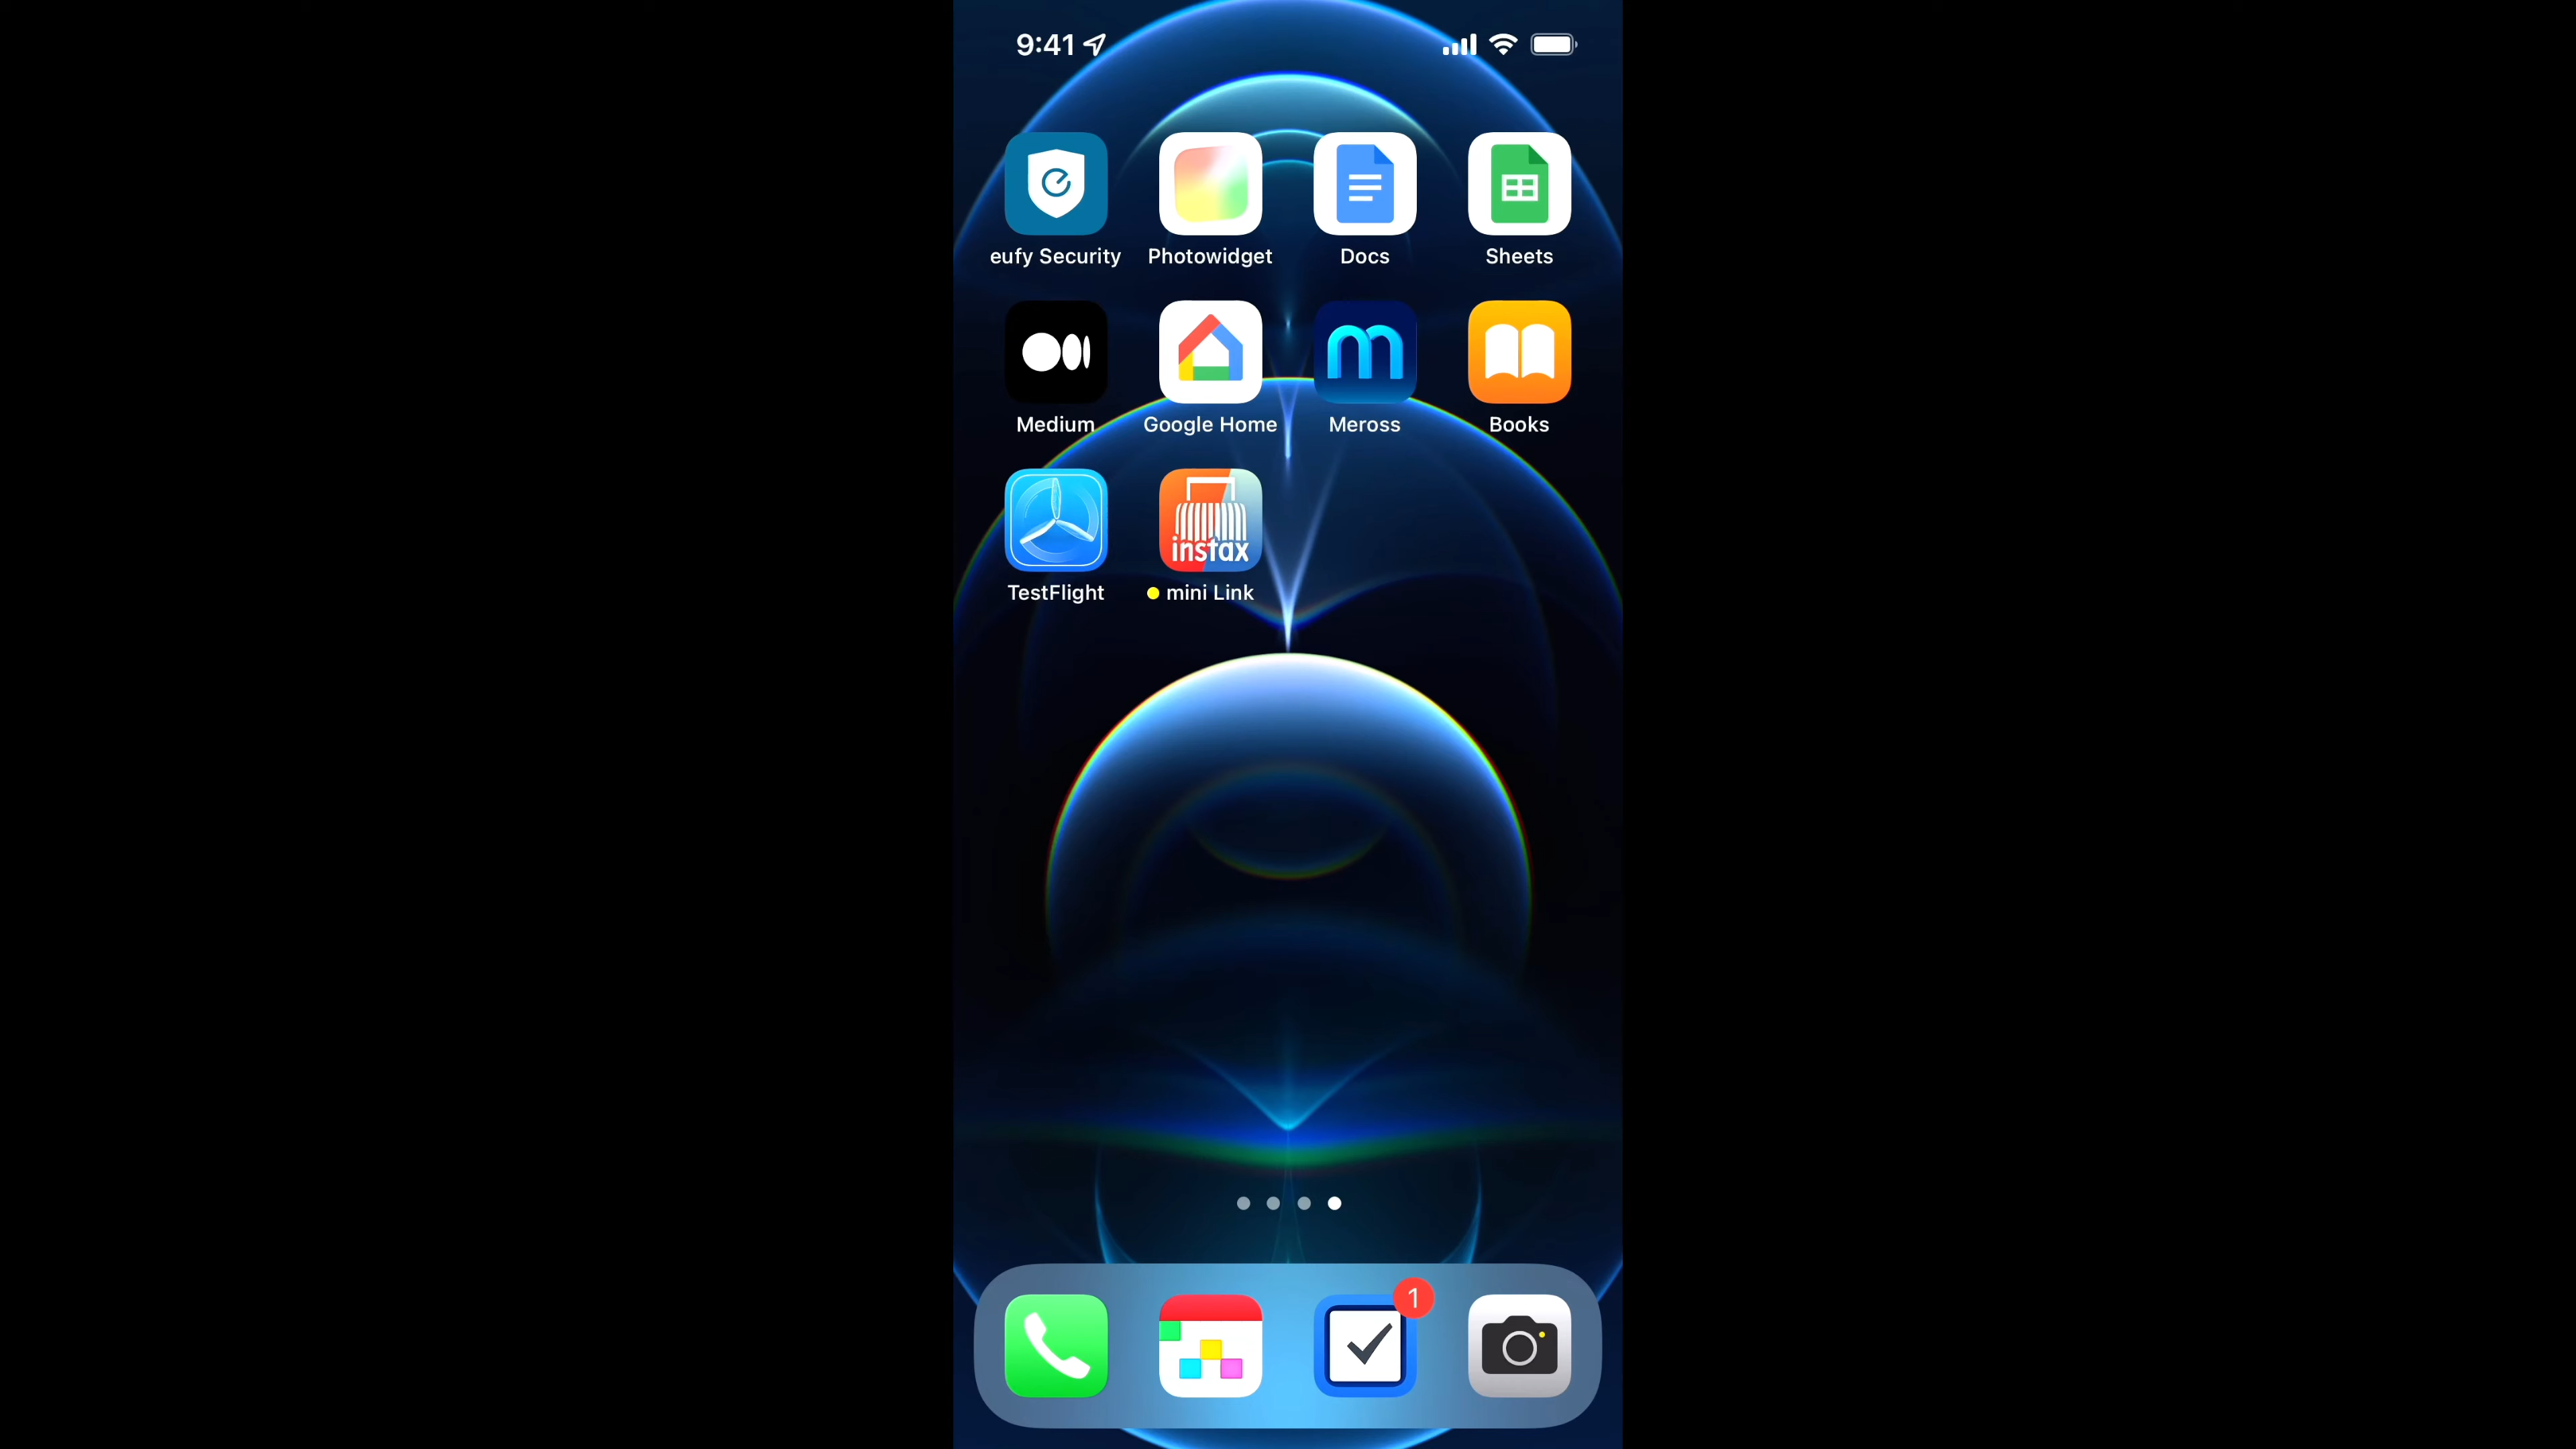 9:41
eufy Security
Photowidget
Docs
Sheets
Medium
Google Home
Meross
Books
instax
TestFlight
mini Link
1